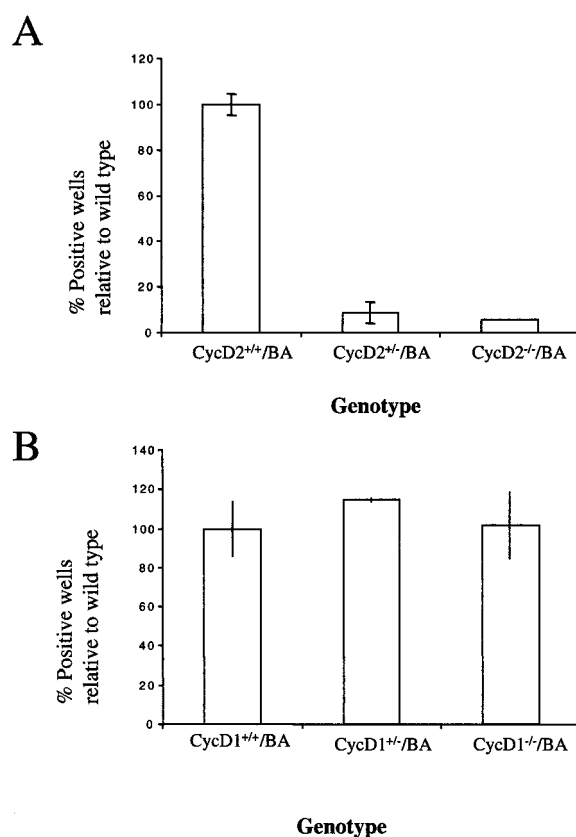 A
120
100
80
60
40
20
0
% Positive wells
relative to wild type
CycD2+/+/BA CycD2+/-/BA CycD2-/-/BA
Genotype
B
140
120
100
80
60
40
20
0
% Positive wells
relative to wild type
CycD1+/+/BA CycD1+/-/BA CycD1-/-/BA
Genotype